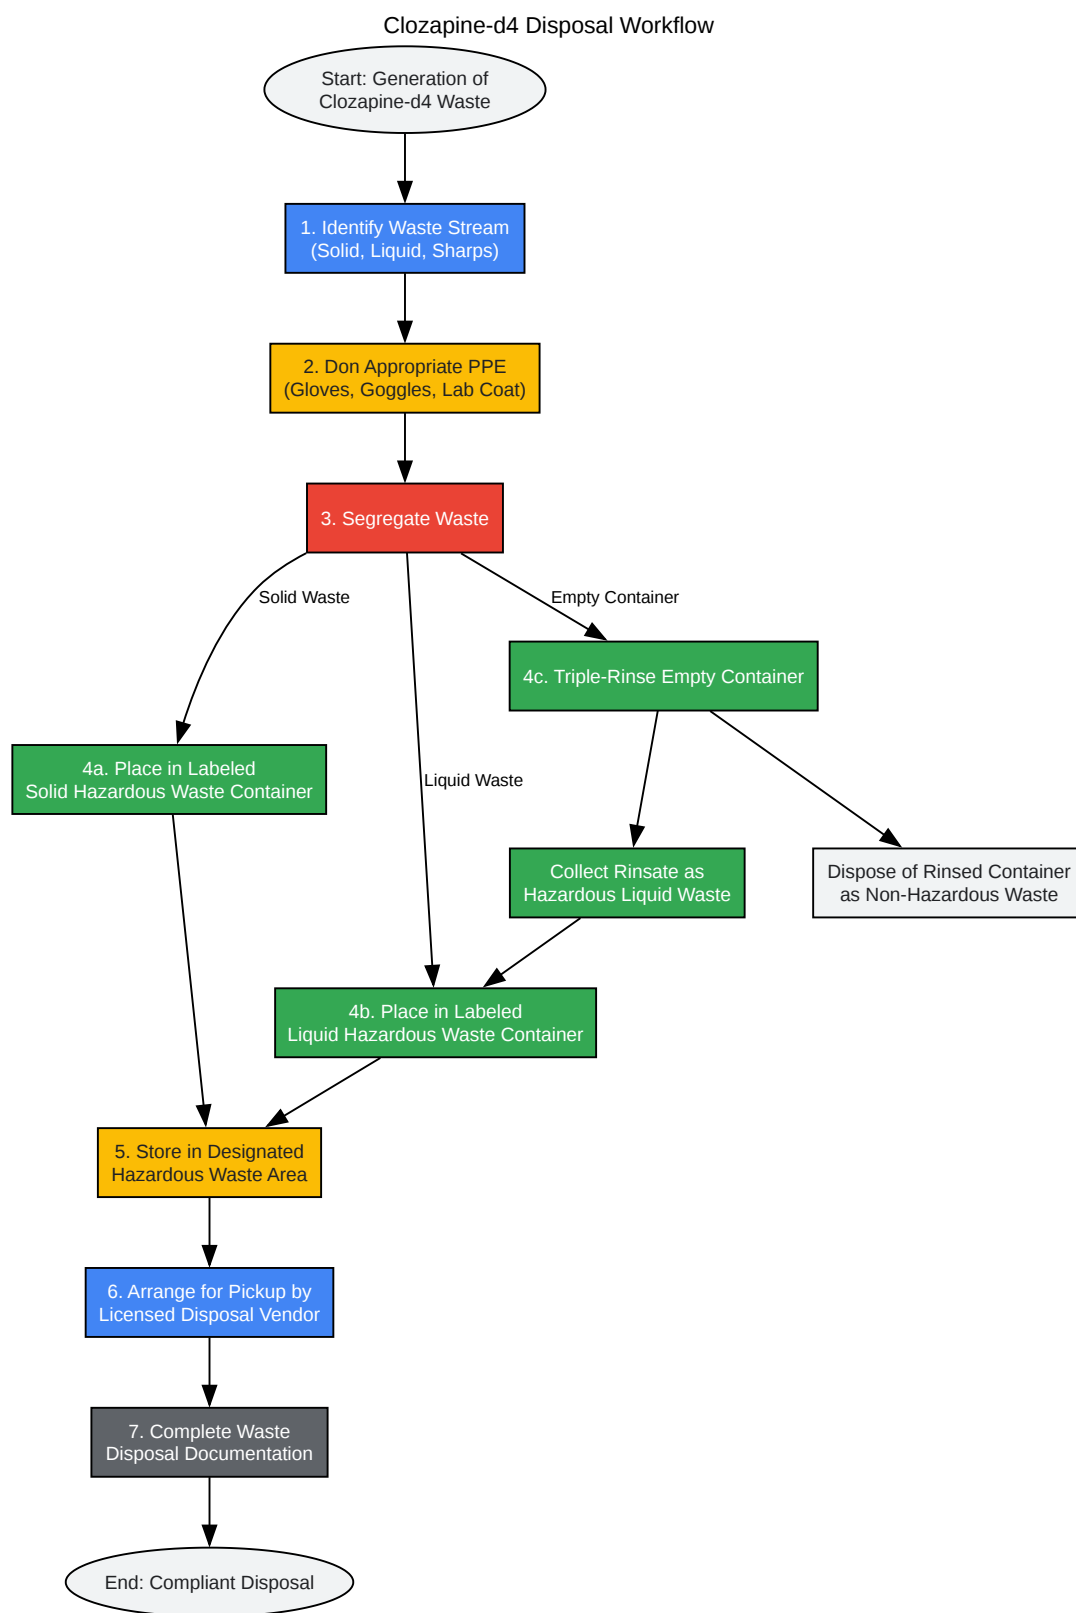 Clozapine-d4 Disposal Workflow
Start: Generation of
Clozapine-d4 Waste
1. Identify Waste Stream
(Solid, Liquid, Sharps)
2. Don Appropriate PPE
(Gloves, Goggles, Lab Coat)
3. Segregate Waste
Solid Waste
Empty Container
4c. Triple-Rinse Empty Container
4a. Place in Labeled
Solid Hazardous Waste Container
Liquid Waste
Collect Rinsate as
Hazardous Liquid Waste
Dispose of Rinsed Container
as Non-Hazardous Waste
4b. Place in Labeled
Liquid Hazardous Waste Container
5. Store in Designated
Hazardous Waste Area
6. Arrange for Pickup by
Licensed Disposal Vendor
7. Complete Waste
Disposal Documentation
End: Compliant Disposal